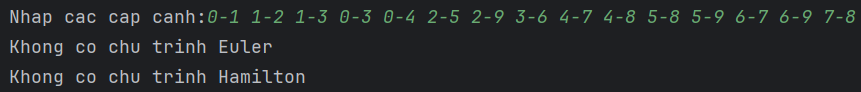 Nhap cac cap canh:0-1 1-2 1-3 0-3 0-4 2-5 2-9 3-6 4-7 4-8 5-8 5-9 6-7 6-9 7-8
Khong co chu trinh Euler
Khong co chu trinh Hamilton